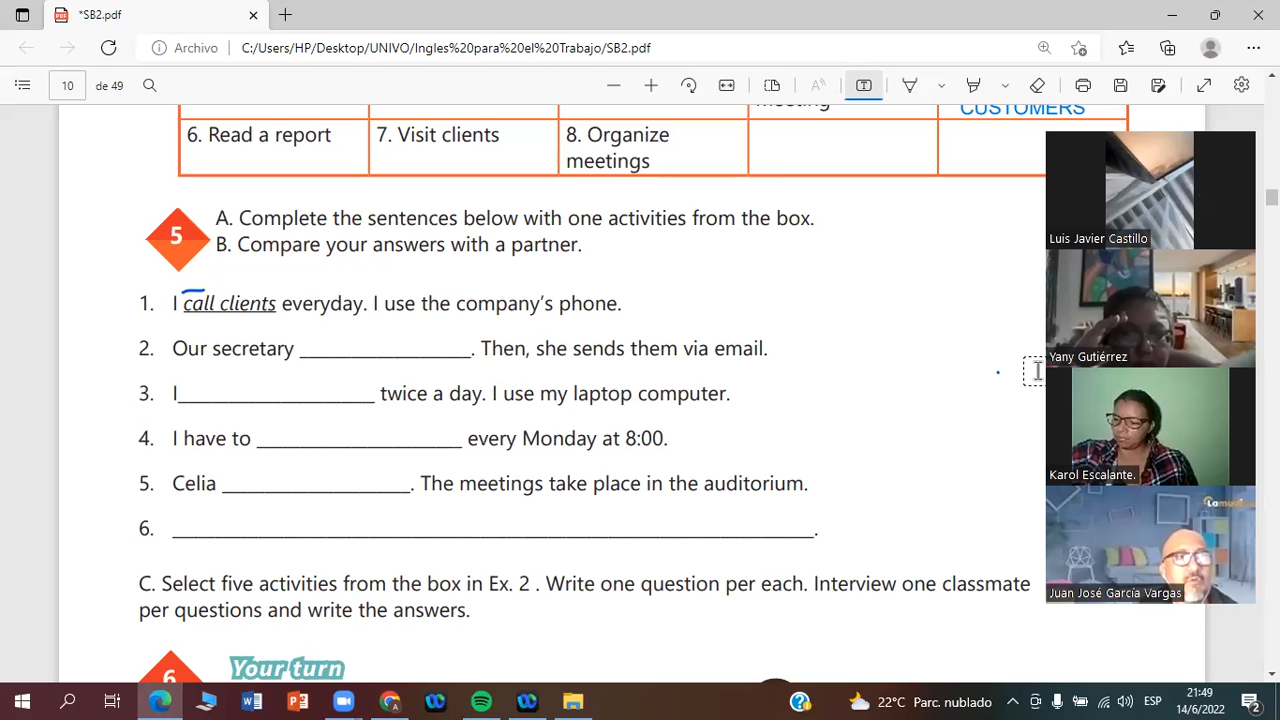 *SB2.pdf
Archivo
C:/Users/HP/Desktop/UNIVO/Ingles%20para%20el%20Trabajo/SB2.pdf
10 de 49
meeting
CUSTOMERS
6. Read a report
7. Visit clients
8. Organize
meetings
5
A. Complete the sentences below with one activities from the box.
B. Compare your answers with a partner.
1. I call clients everyday. I use the company's phone.
2. Our secretary ________________. Then, she sends them via email.
3. I__________________ twice a day. I use my laptop computer.
4. I have to ___________________ every Monday at 8:00.
5. Celia _________________. The meetings take place in the auditorium.
6. ____________________________________________________________.
C. Select five activities from the box in Ex. 2 . Write one question per each. Interview one classmate
per questions and write the answers.
6
Your turn
Luis Javier Castillo
Yany Gutiérrez
Karol Escalante.
Juan José García Vargas
22°C Parc. nublado
ESP
21:49
14/6/2022
2